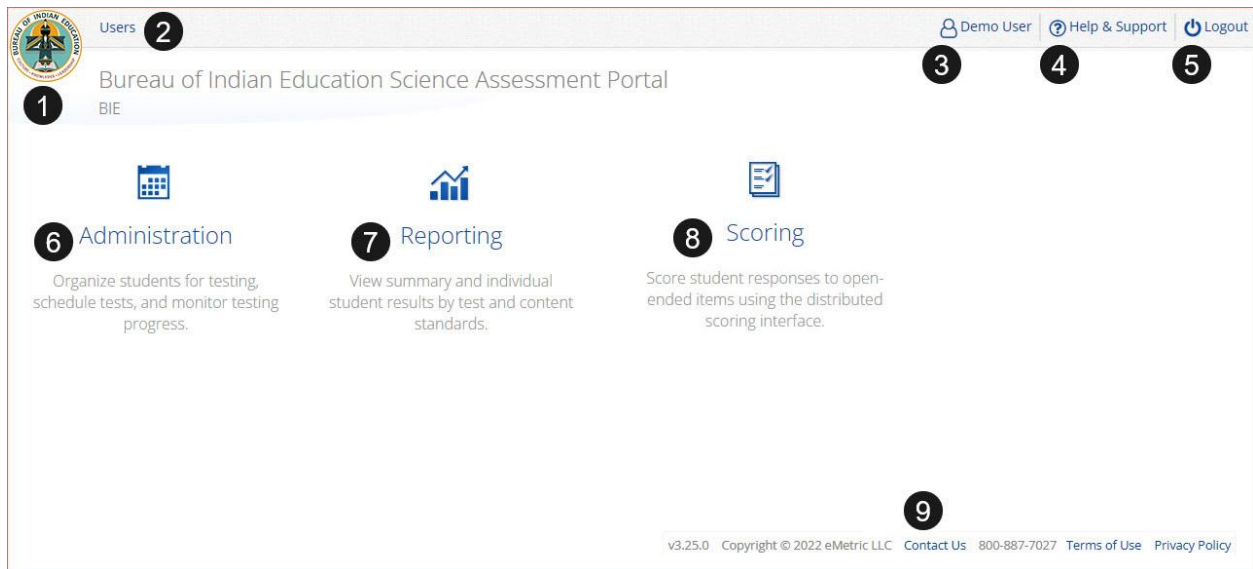 BUREAU OF INDIAN EDUCATION
Users 2
Demo User Help & Support Logout
3 4 5
1
Bureau of Indian Education Science Assessment Portal
BIE
6 Administration
Organize students for testing,
schedule tests, and monitor testing
progress.
7 Reporting
View summary and individual
student results by test and content
standards.
8 Scoring
Score student responses to open-
ended items using the distributed
scoring interface.
9
v3.25.0 Copyright © 2022 eMetric LLC Contact Us 800-887-7027 Terms of Use Privacy Policy